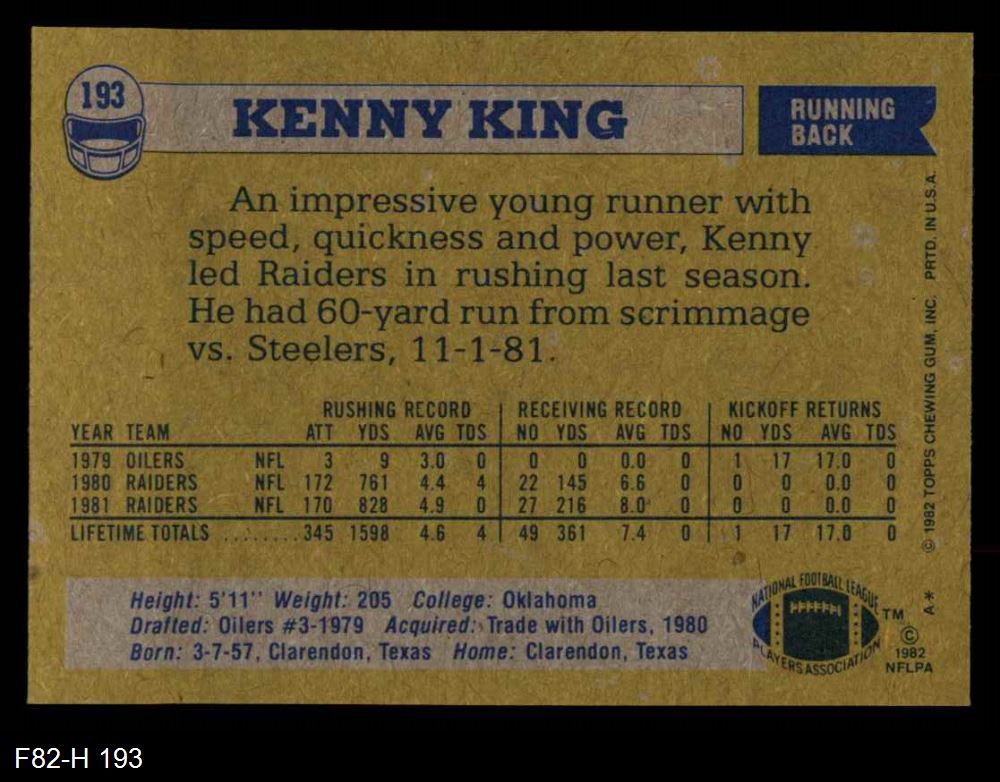 193
KENNY KING
RUNNING
BACK
An impressive young runner with
speed, quickness and power, Kenny
led Raiders in rushing last season.
He had 60-yard run from scrimmage
vs. Steelers, 11-1-81.
RUSHING RECORD RECEIVING RECORD KICKOFF RETURNS
YEAR TEAM ATT YDS AVG TDS NO YDS AVG TDS NO YDS AVG TDS
1979 OILERS NFL 3 9 3.0 0 0 0 0.0 0 1 17 17.0 0
1980 RAIDERS NFL 172 761 4.4 4 22 145 6.6 0 0 0 0.0 0
1981 RAIDERS NFL 170 828 4.9 0 27 216 8.0 0 0 0 0.0 0
LIFETIME TOTALS ......... 345 1598 4.6 4 49 361 7.4 0 1 17 17.0 0
Height: 5'11" Weight: 205 College: Oklahoma
Drafted: Oilers #3-1979 Acquired: Trade with Oilers, 1980
Born: 3-7-57, Clarendon, Texas Home: Clarendon, Texas
NATIONAL FOOTBALL LEAGUE
PLAYERS ASSOCIATION
TM
©
1982
NFLPA
A*
© 1982 TOPPS CHEWING GUM, INC. PRTD. IN U.S.A.
F82-H 193